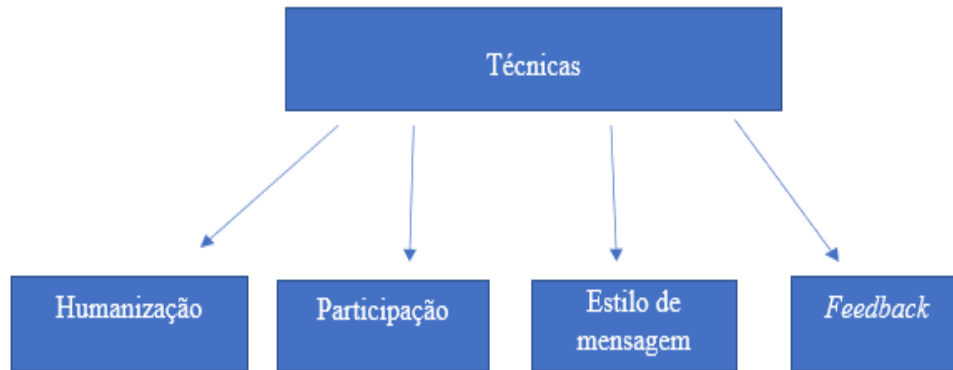 Técnicas
Humanização
Participação
Estilo de
mensagem
Feedback